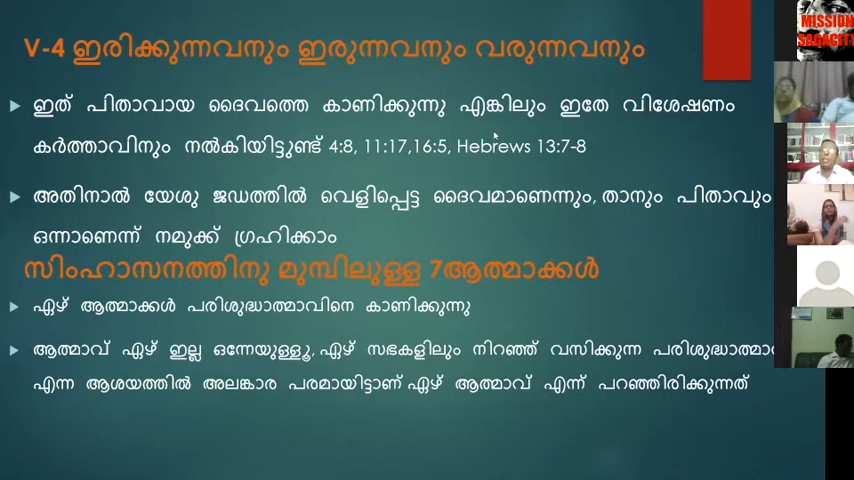 V-4 ഇരിക്കുന്നവനും ഇരുന്നവനും വരുന്നവനും
ഇത് പിതാവായ ദൈവത്തെ കാണിക്കുന്നു എങ്കിലും ഇതേ വിശേഷണം
കർത്താവിനും നൽകിയിട്ടുണ്ട് 4:8, 11:17,16:5, Hebrews 13:7-8
അതിനാൽ യേശു ജഡത്തിൽ വെളിപ്പെട്ട ദൈവമാണെന്നും, താനും പിതാവും
ഒന്നാണെന്ന് നമുക്ക് ഗ്രഹിക്കാം
സിംഹാസനത്തിനു മുമ്പിലുള്ള 7ആത്മാക്കൾ
ഏഴ് ആത്മാക്കൾ പരിശുദ്ധാത്മാവിനെ കാണിക്കുന്നു
ആത്മാവ് ഏഴ് ഇല്ല ഒന്നേയുള്ളൂ, ഏഴ് സഭകളിലും നിറഞ്ഞ് വസിക്കുന്ന
എന്ന ആശയത്തിൽ അലങ്കാര പരമായിട്ടാണ് ഏഴ് ആത്മാവ് എന്ന് പറഞ്ഞിരിക്കുന്നത്
MISSION
SAGACITY